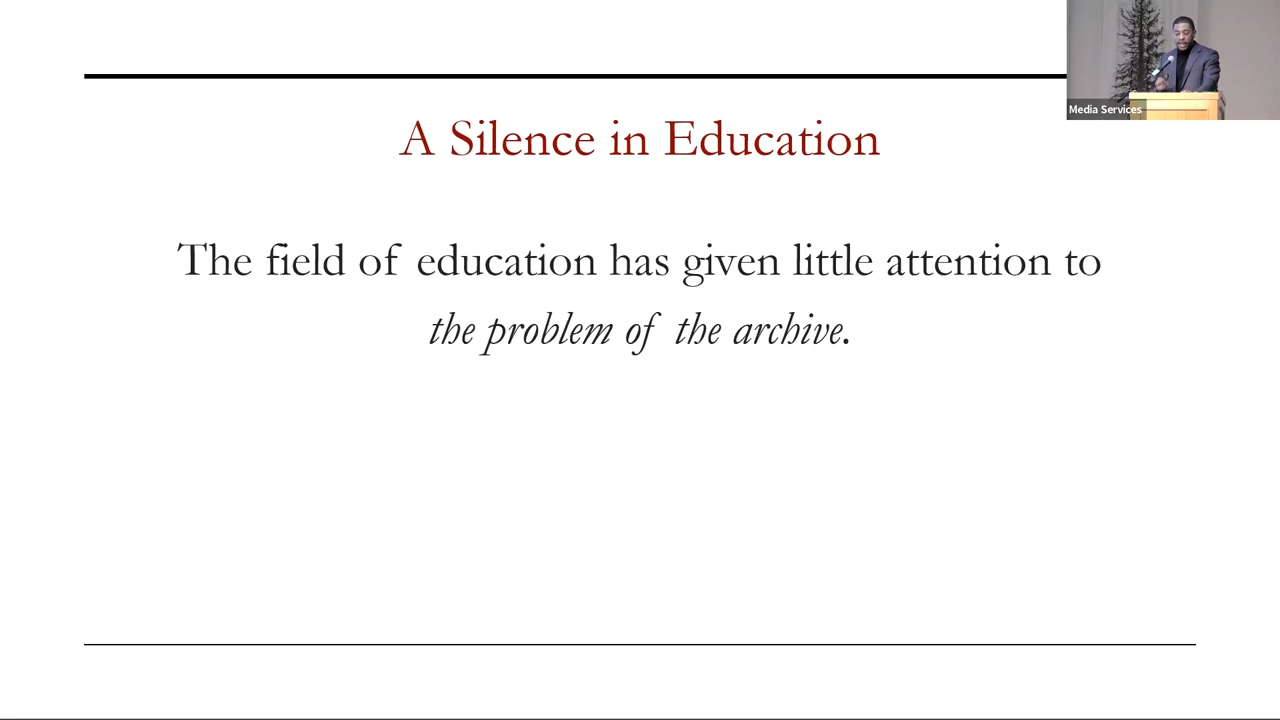 Media Services
A Silence in Education
The field of education has given little attention to
the problem of the archive.